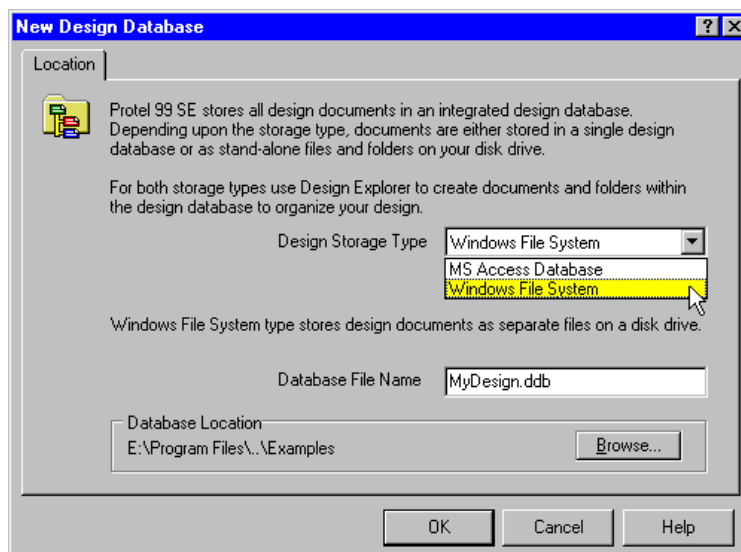 New Design Database
Location
Protel 99 SE stores all design documents in an integrated design database.
Depending upon the storage type, documents are either stored in a single design
database or as stand-alone files and folders on your disk drive.
For both storage types use Design Explorer to create documents and folders within
the design database to organize your design.
Design Storage Type Windows File System
MS Access Database
Windows File System
Windows File System type stores design documents as separate files on a disk drive.
Database File Name MyDesign.ddb
Database Location
E:\Program Files\..\Examples Browse...
OK Cancel Help